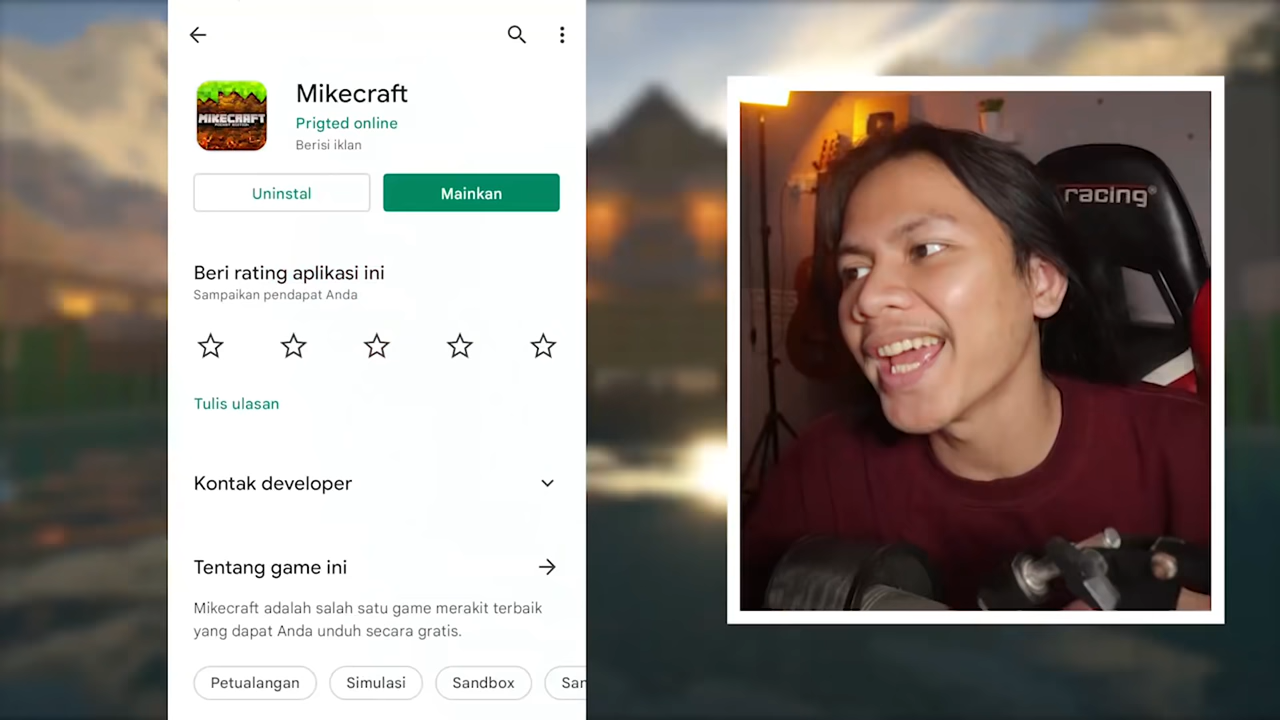 Mikecraft
Prigted online
Berisi iklan
MIKECRAFT
Uninstal
Mainkan
Beri rating aplikasi ini
Sampaikan pendapat Anda
Tulis ulasan
Kontak developer
Tentang game ini
Mikecraft adalah salah satu game merakit terbaik
yang dapat Anda unduh secara gratis.
Petualangan
Simulasi
Sandbox
San
racing®